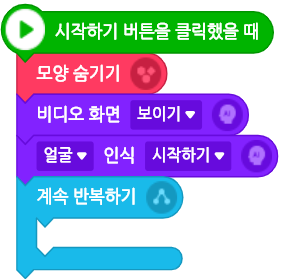 시작하기 버튼을 클릭했을 때
모양 숨기기
비디오 화면 보이기
얼굴 인식 시작하기
계속 반복하기